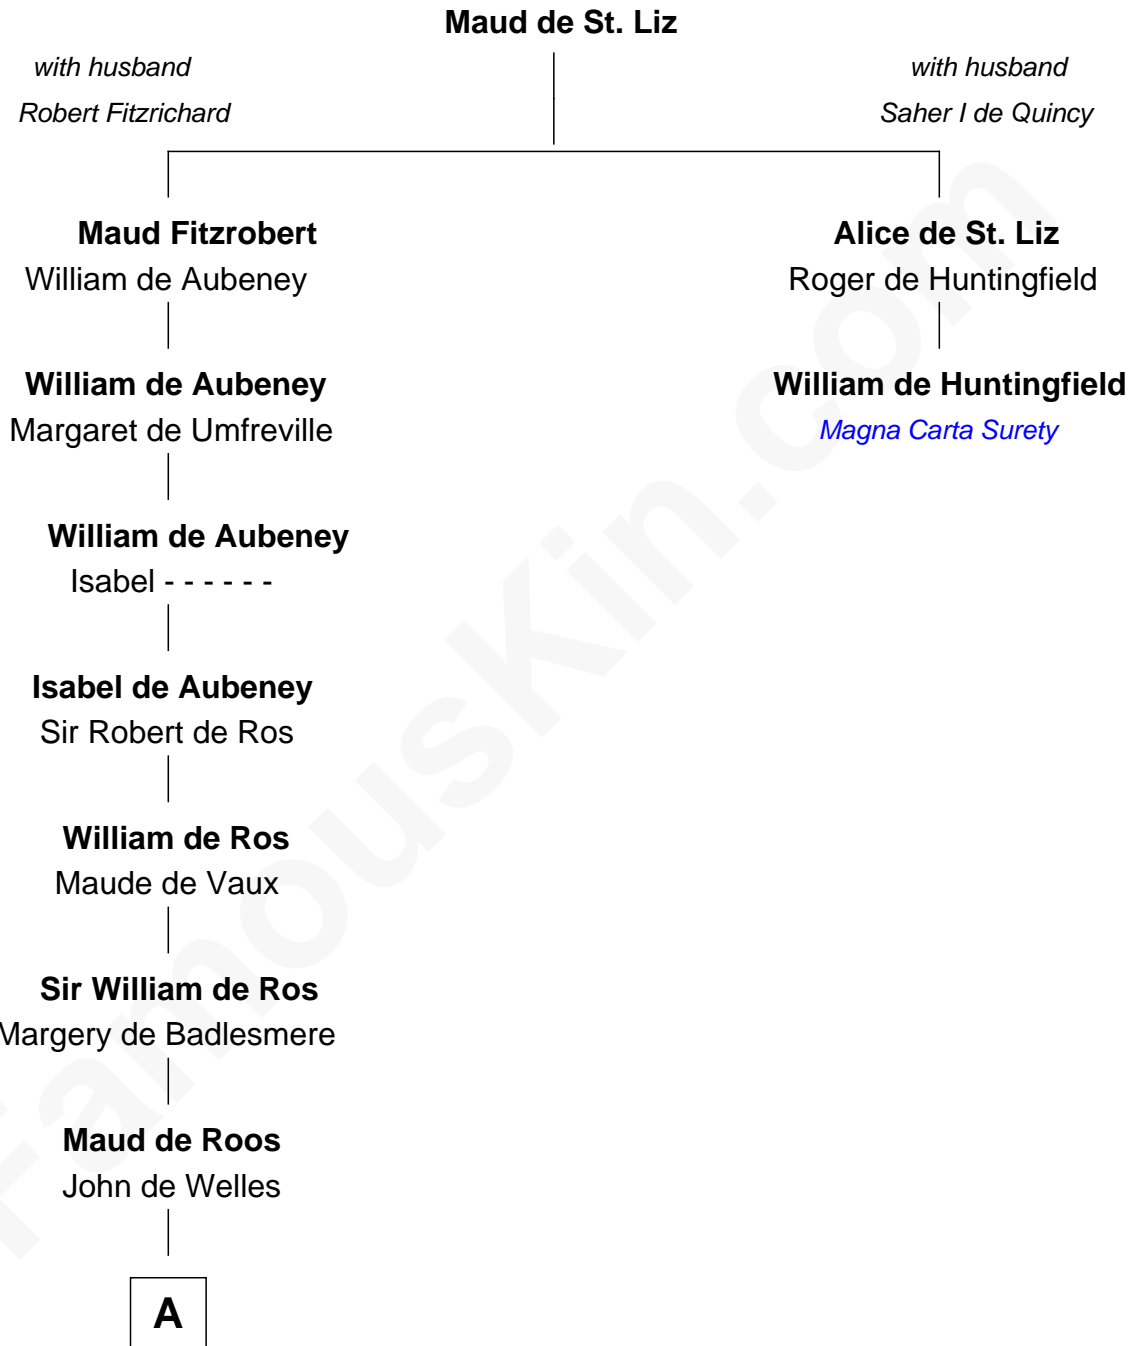 Maud de St. Liz
with husband
Robert Fitzrichard
with husband
Saher I de Quincy
Maud Fitzrobert
William de Aubeney
Alice de St. Liz
Roger de Huntingfield
William de Aubeney
Margaret de Umfreville
William de Huntingfield
Magna Carta Surety
William de Aubeney
Isabel - - - - - -
Isabel de Aubeney
Sir Robert de Ros
William de Ros
Maude de Vaux
Sir William de Ros
Margery de Badlesmere
Maud de Roos
John de Welles
A
FamousKin.com